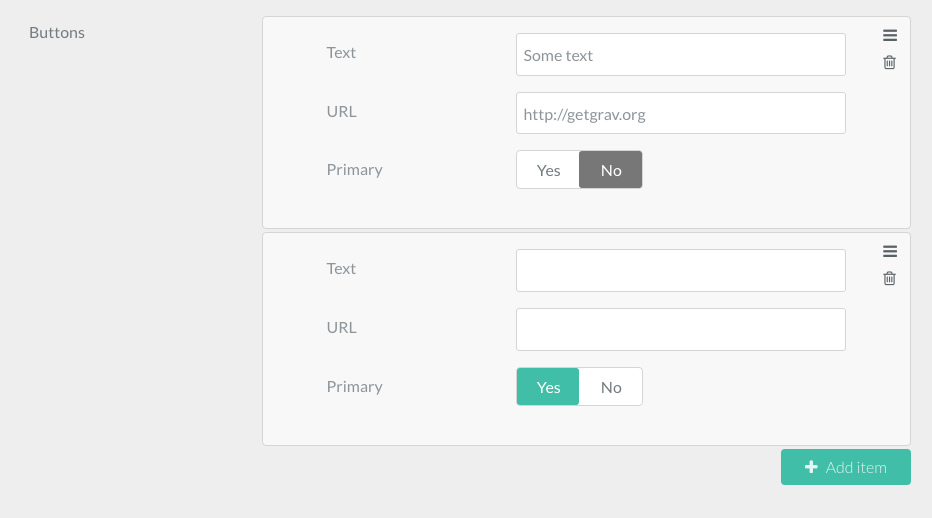 Buttons
Text
Some text
URL
http://getgrav.org
Primary
Yes No
Text
URL
Primary
Yes No
Add item